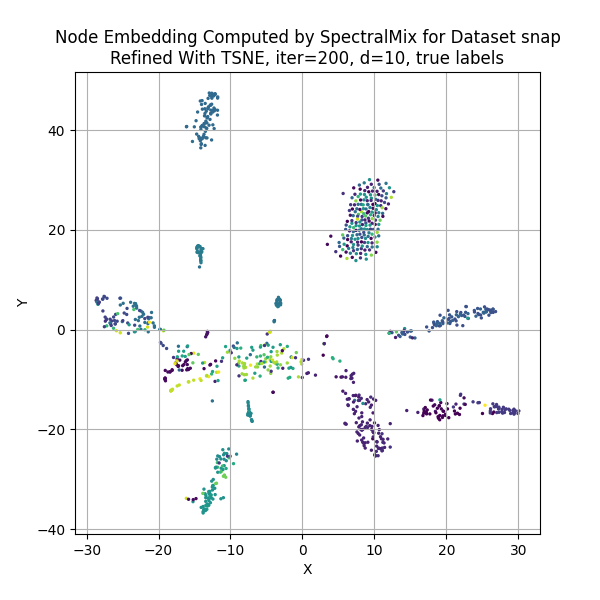 Node Embedding Computed by SpectralMix for Dataset snap
Refined With TSNE, iter=200, d=10, true labels
40
20
0
−20
−40
Y
−30 −20 −10 0 10 20 30
X